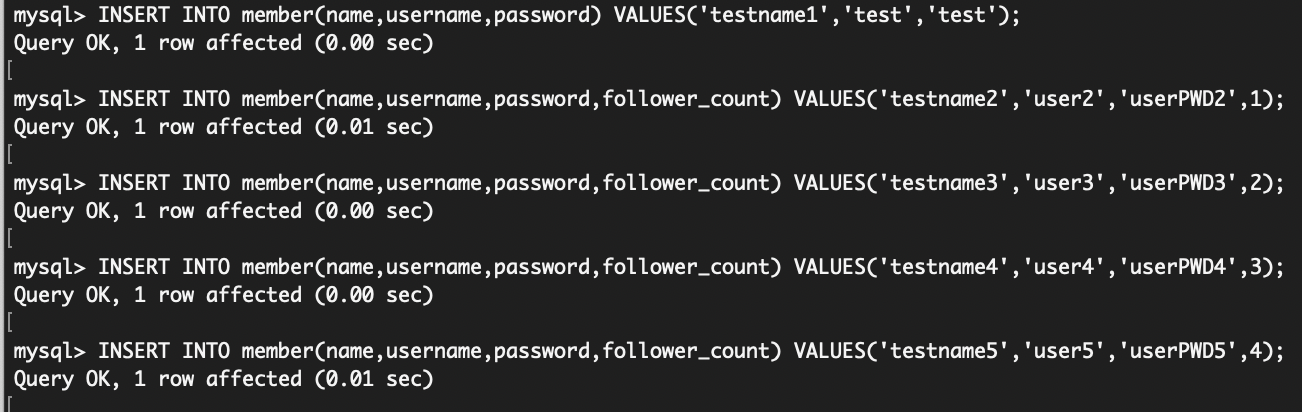 mysql> INSERT INTO member(name,username,password) VALUES('testname1','test','test');
Query OK, 1 row affected (0.00 sec)
[
mysql> INSERT INTO member(name,username,password,follower_count) VALUES('testname2','user2','userPWD2',1);
Query OK, 1 row affected (0.01 sec)
[
mysql> INSERT INTO member(name,username,password,follower_count) VALUES('testname3','user3','userPWD3',2);
Query OK, 1 row affected (0.00 sec)
[
mysql> INSERT INTO member(name,username,password,follower_count) VALUES('testname4','user4','userPWD4',3);
Query OK, 1 row affected (0.00 sec)
[
mysql> INSERT INTO member(name,username,password,follower_count) VALUES('testname5','user5','userPWD5',4);
Query OK, 1 row affected (0.01 sec)
[